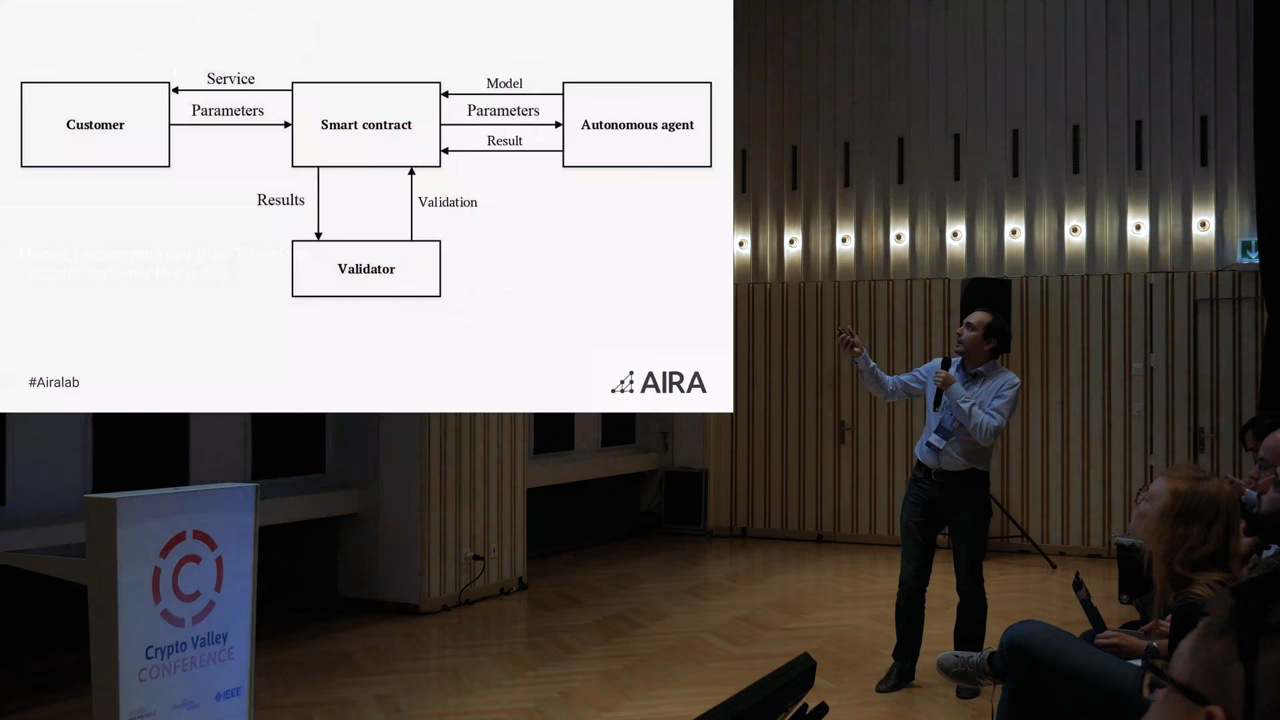 Service
Model
Customer
Parameters
Smart contract
Parameters
Autonomous agent
Result
Results
Validation
Validator
#Airalab
AIRA
C
Crypto Valley
CONFERENCE
IEEE